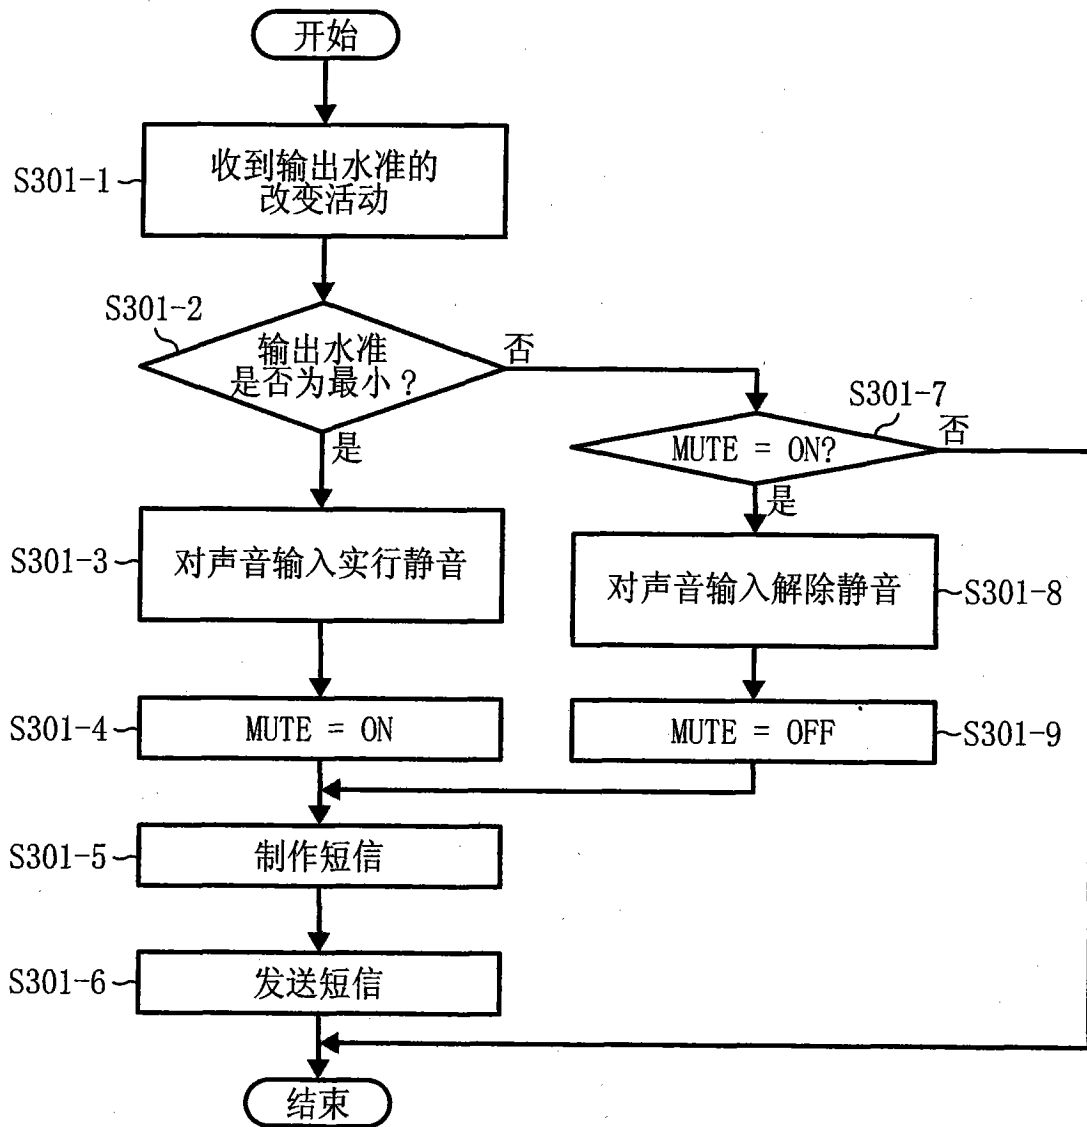 开始
S301-1
收到输出水准的
改变活动
S301-2
输出水准
是否为最小？
否
是
S301-7
MUTE = ON?
否
是
S301-3
对声音输入实行静音
对声音输入解除静音
S301-8
S301-4
MUTE = ON
MUTE = OFF
S301-9
S301-5
制作短信
S301-6
发送短信
结束